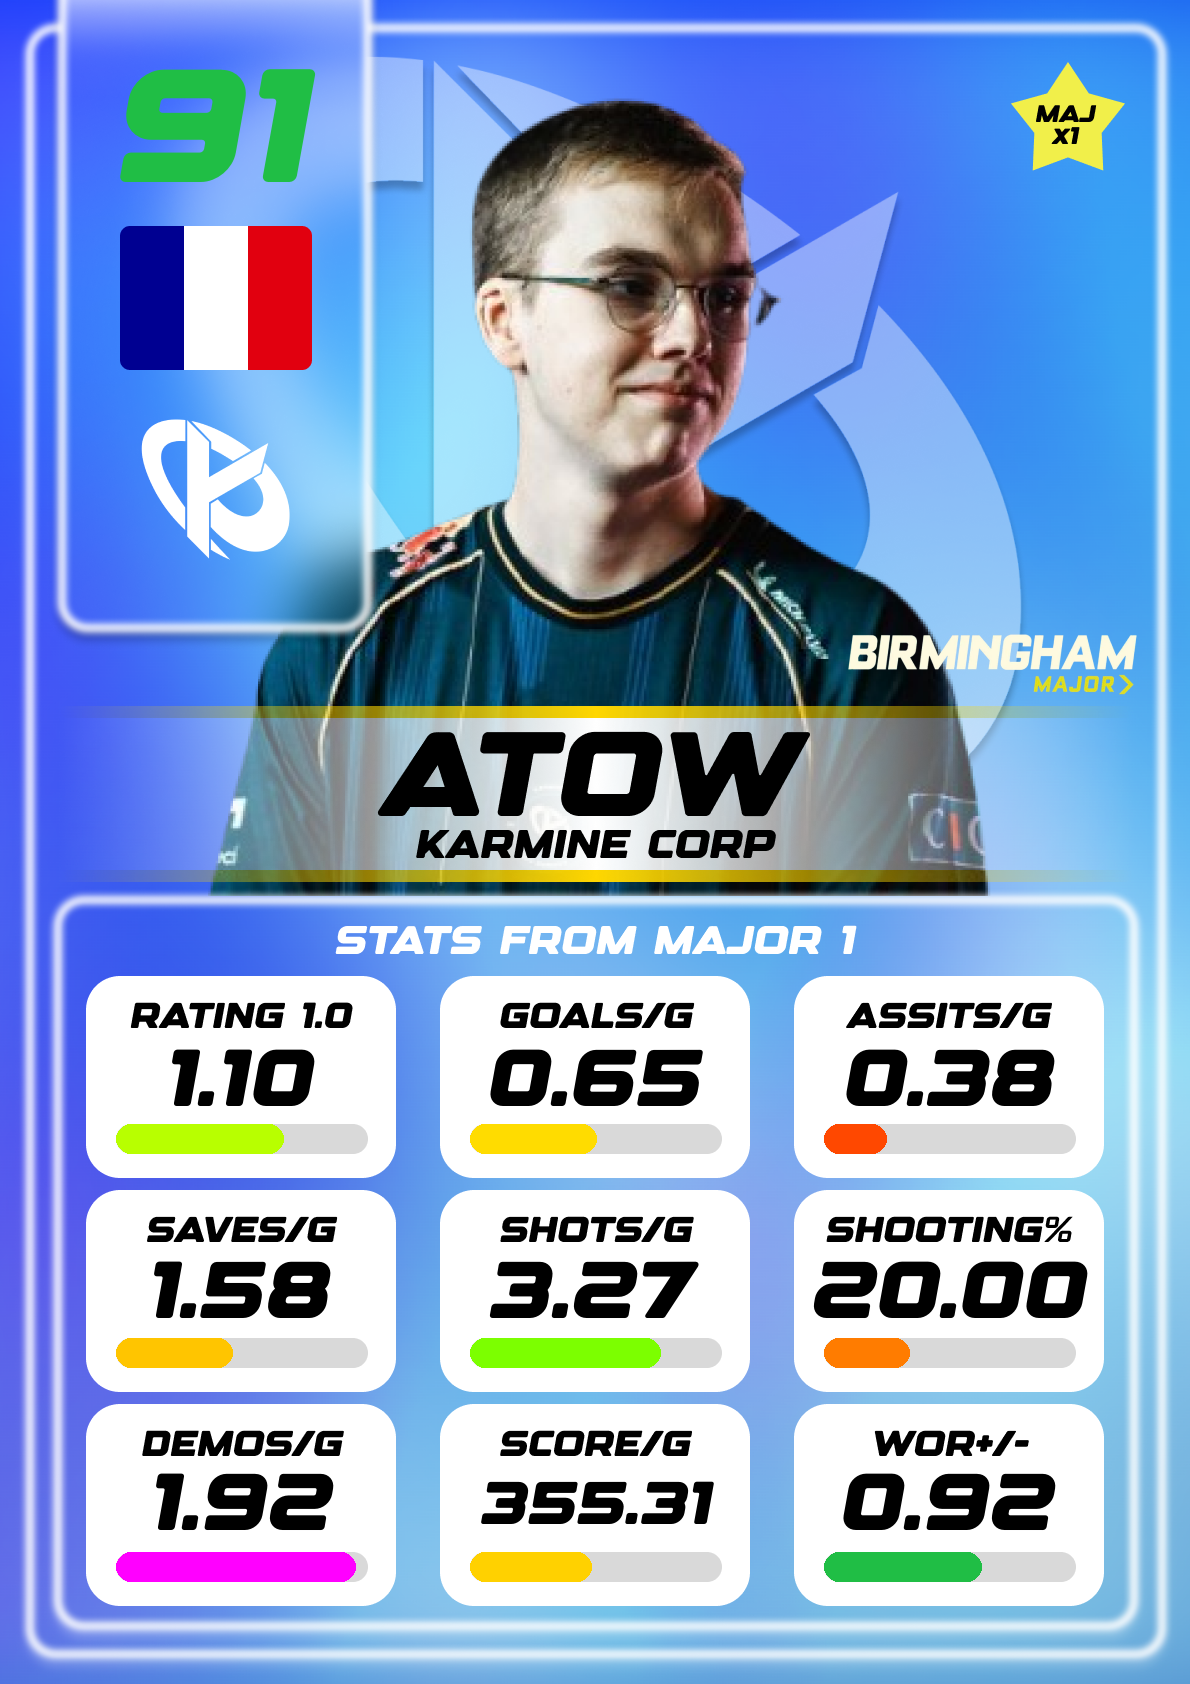 91
MAJ
x1
BIRMINGHAM
MAJOR
ATOW
KARMINE CORP
STATS FROM MAJOR 1
RATING 1.0
1.10
GOALS/G
0.65
ASSITS/G
0.38
SAVES/G
1.58
SHOTS/G
3.27
SHOOTING%
20.00
DEMOS/G
1.92
SCORE/G
355.31
WOR+/-
0.92